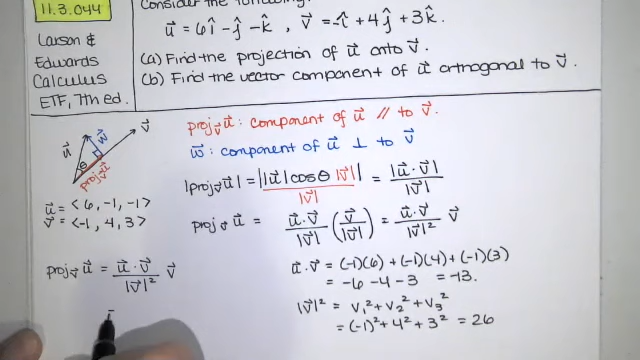 11.3.044
Larson &
Edwards
Calculus
ETF, 7th ed.
Consider the following:
u⃗ = 6î - ĵ - k̂ , v⃗ = -î + 4ĵ + 3k̂.
(a) Find the projection of u⃗ onto v⃗.
(b) Find the vector component of u⃗ orthogonal to v⃗.
u⃗ w⃗ v⃗ θ proj_v⃗ u⃗
u⃗ = < 6, -1, -1 >
v⃗ = < -1, 4, 3 >
proj_v⃗ u⃗ = (u⃗ · v⃗ / |v⃗|²) v⃗
proj_v⃗ u⃗ : component of u⃗ // to v⃗.
w⃗ : component of u⃗ ⊥ to v⃗
|proj_v⃗ u⃗| = ||u⃗| cos θ |v⃗|| / |v⃗| = |u⃗ · v⃗| / |v⃗|
proj_v⃗ u⃗ = u⃗ · v⃗ / |v⃗| (v⃗ / |v⃗|) = u⃗ · v⃗ / |v⃗|² v⃗
u⃗ · v⃗ = (-1)(6) + (-1)(4) + (-1)(3)
= -6 - 4 - 3 = -13.
|v⃗|² = v₁² + v₂² + v₃²
= (-1)² + 4² + 3² = 26